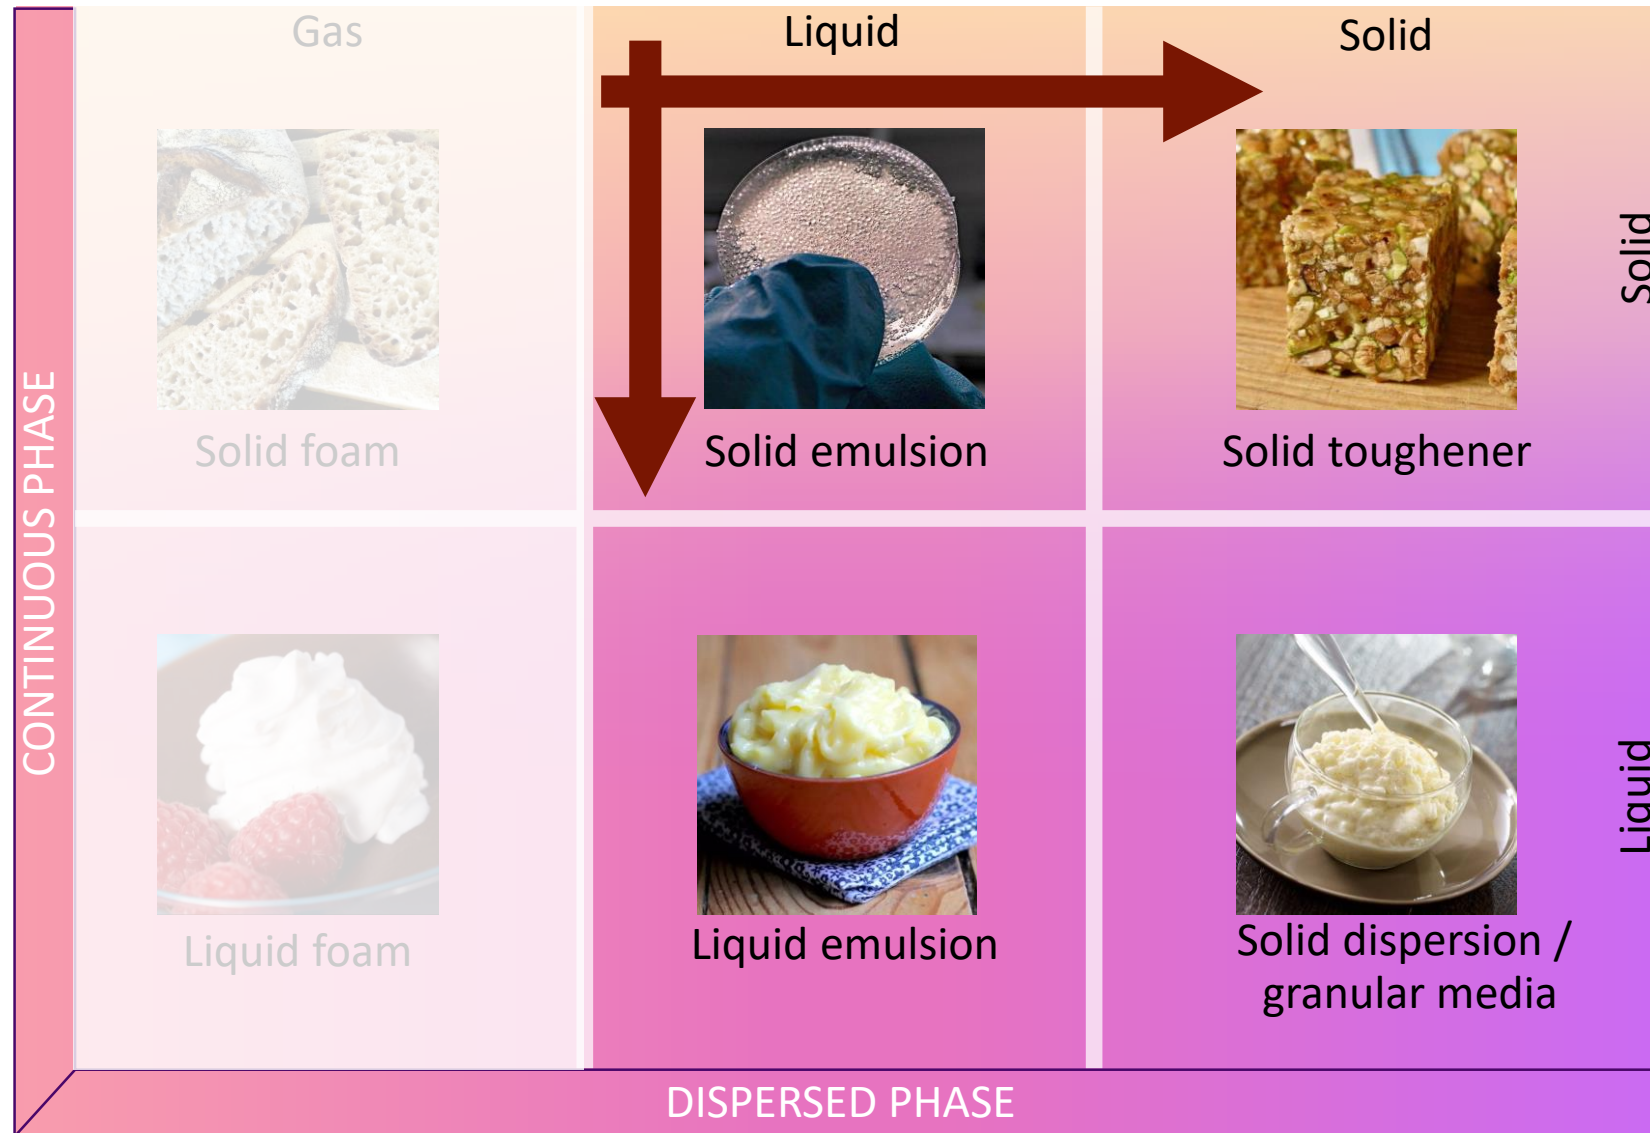 Gas
Liquid
Solid
Solid
Solid foam
Solid emulsion
Solid toughener
CONTINUOUS PHASE
Liquid
Liquid foam
Liquid emulsion
Solid dispersion /
granular media
DISPERSED PHASE